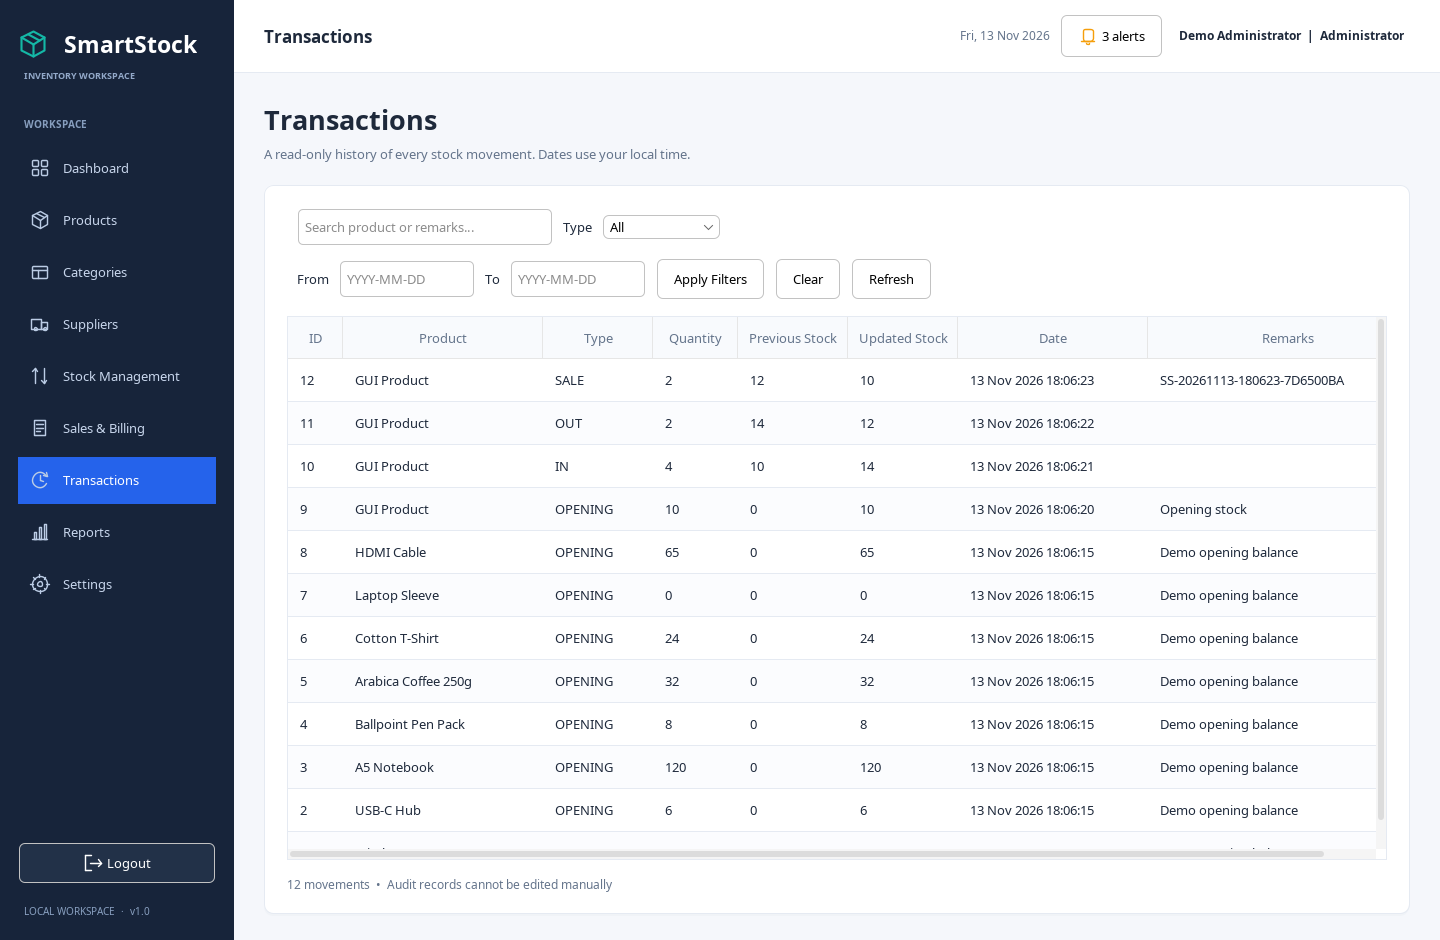 SmartStock
INVENTORY WORKSPACE
WORKSPACE
Dashboard
Products
Categories
Suppliers
Stock Management
Sales & Billing
Transactions
Reports
Settings
Logout
LOCAL WORKSPACE · v1.0
Transactions
Fri, 13 Nov 2026
3 alerts
Demo Administrator | Administrator
Transactions
A read-only history of every stock movement. Dates use your local time.
Search product or remarks...
Type
All
From
YYYY-MM-DD
To
YYYY-MM-DD
Apply Filters
Clear
Refresh
ID Product Type Quantity Previous Stock Updated Stock Date Remarks
12 GUI Product SALE 2 12 10 13 Nov 2026 18:06:23 SS-20261113-180623-7D6500BA
11 GUI Product OUT 2 14 12 13 Nov 2026 18:06:22
10 GUI Product IN 4 10 14 13 Nov 2026 18:06:21
9 GUI Product OPENING 10 0 10 13 Nov 2026 18:06:20 Opening stock
8 HDMI Cable OPENING 65 0 65 13 Nov 2026 18:06:15 Demo opening balance
7 Laptop Sleeve OPENING 0 0 0 13 Nov 2026 18:06:15 Demo opening balance
6 Cotton T-Shirt OPENING 24 0 24 13 Nov 2026 18:06:15 Demo opening balance
5 Arabica Coffee 250g OPENING 32 0 32 13 Nov 2026 18:06:15 Demo opening balance
4 Ballpoint Pen Pack OPENING 8 0 8 13 Nov 2026 18:06:15 Demo opening balance
3 A5 Notebook OPENING 120 0 120 13 Nov 2026 18:06:15 Demo opening balance
2 USB-C Hub OPENING 6 0 6 13 Nov 2026 18:06:15 Demo opening balance
12 movements • Audit records cannot be edited manually